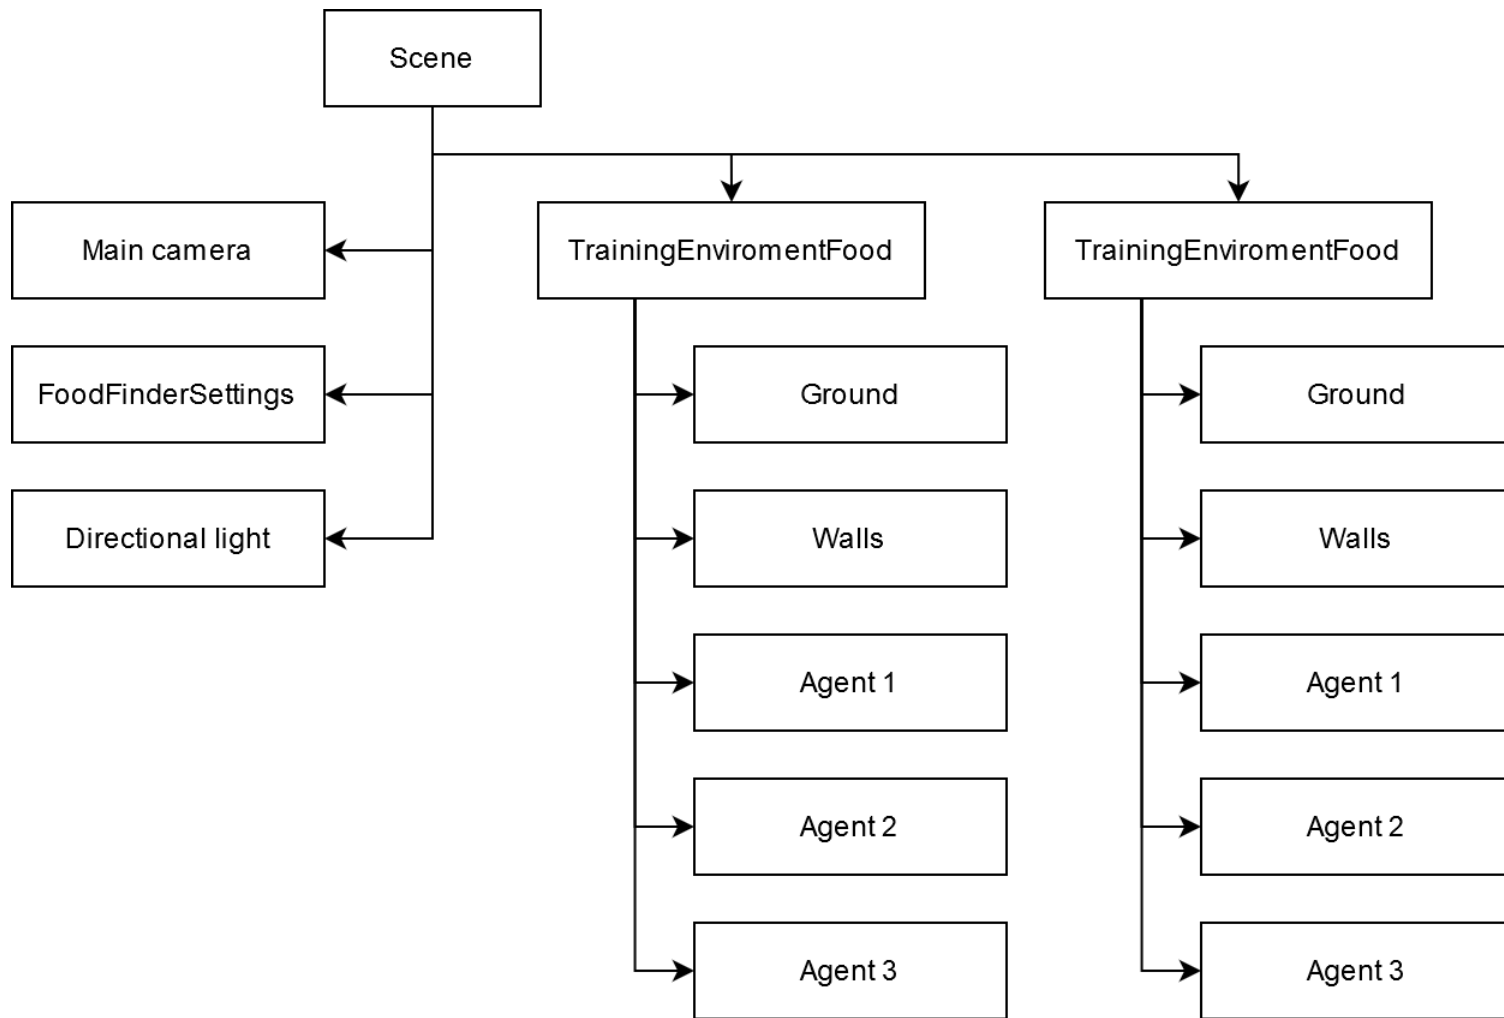 Scene
Main camera
TrainingEnviromentFood
TrainingEnviromentFood
FoodFinderSettings
Ground
Ground
Directional light
Walls
Walls
Agent 1
Agent 1
Agent 2
Agent 2
Agent 3
Agent 3